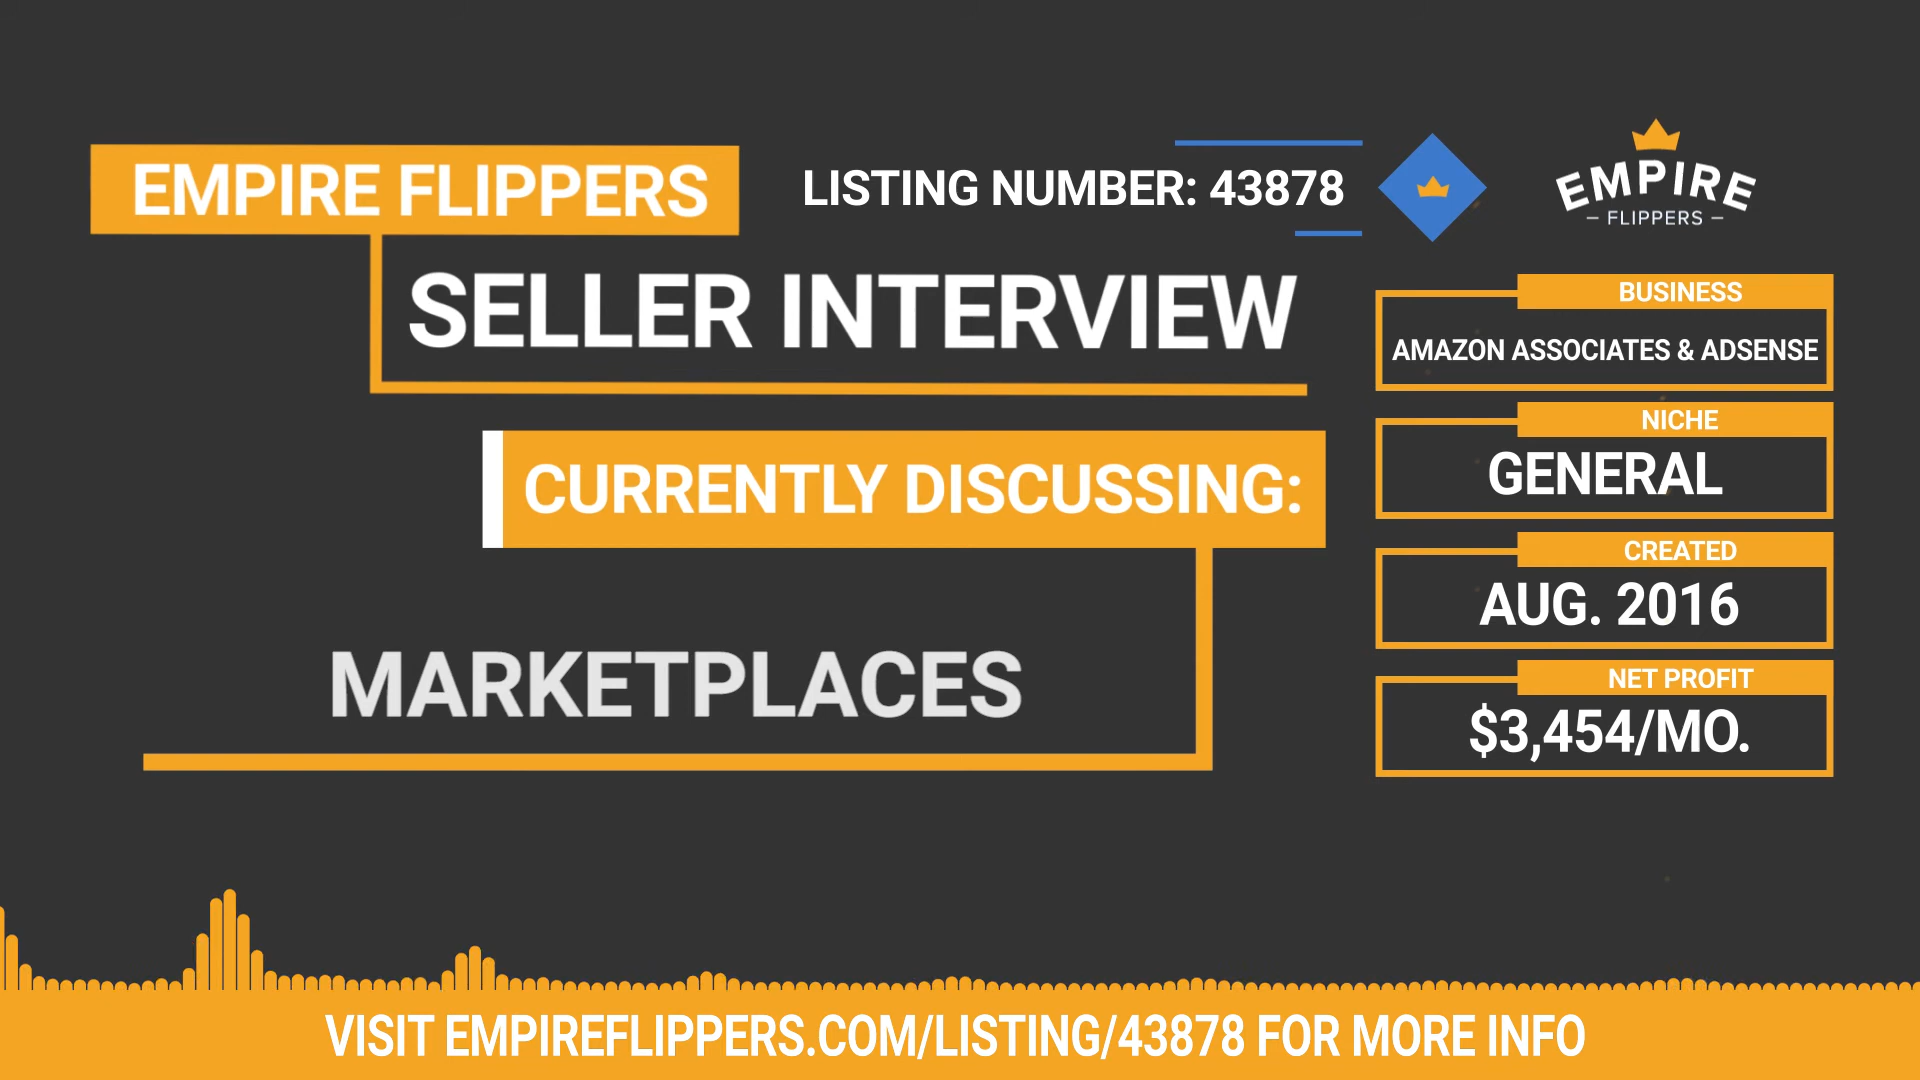 EMPIRE FLIPPERS
SELLER INTERVIEW
LISTING NUMBER: 43878
EMPIRE
FLIPPERS
CURRENTLY DISCUSSING:
MARKETPLACES
BUSINESS
AMAZON ASSOCIATES & ADSENSE
NICHE
GENERAL
CREATED
AUG. 2016
NET PROFIT
$3,454/MO.
VISIT EMPIREFLIPPERS.COM/LISTING/43878 FOR MORE INFO